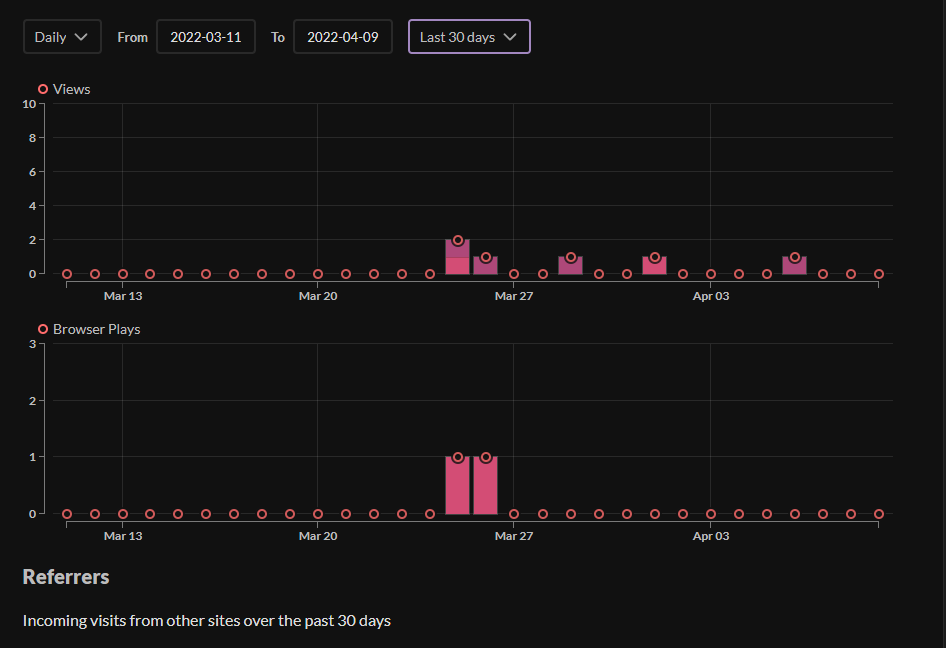 Daily From 2022-03-11 To 2022-04-09 Last 30 days
Views
10
8
6
4
2
0
Mar 13 Mar 20 Mar 27 Apr 03
Browser Plays
3
2
1
0
Mar 13 Mar 20 Mar 27 Apr 03
Referrers
Incoming visits from other sites over the past 30 days